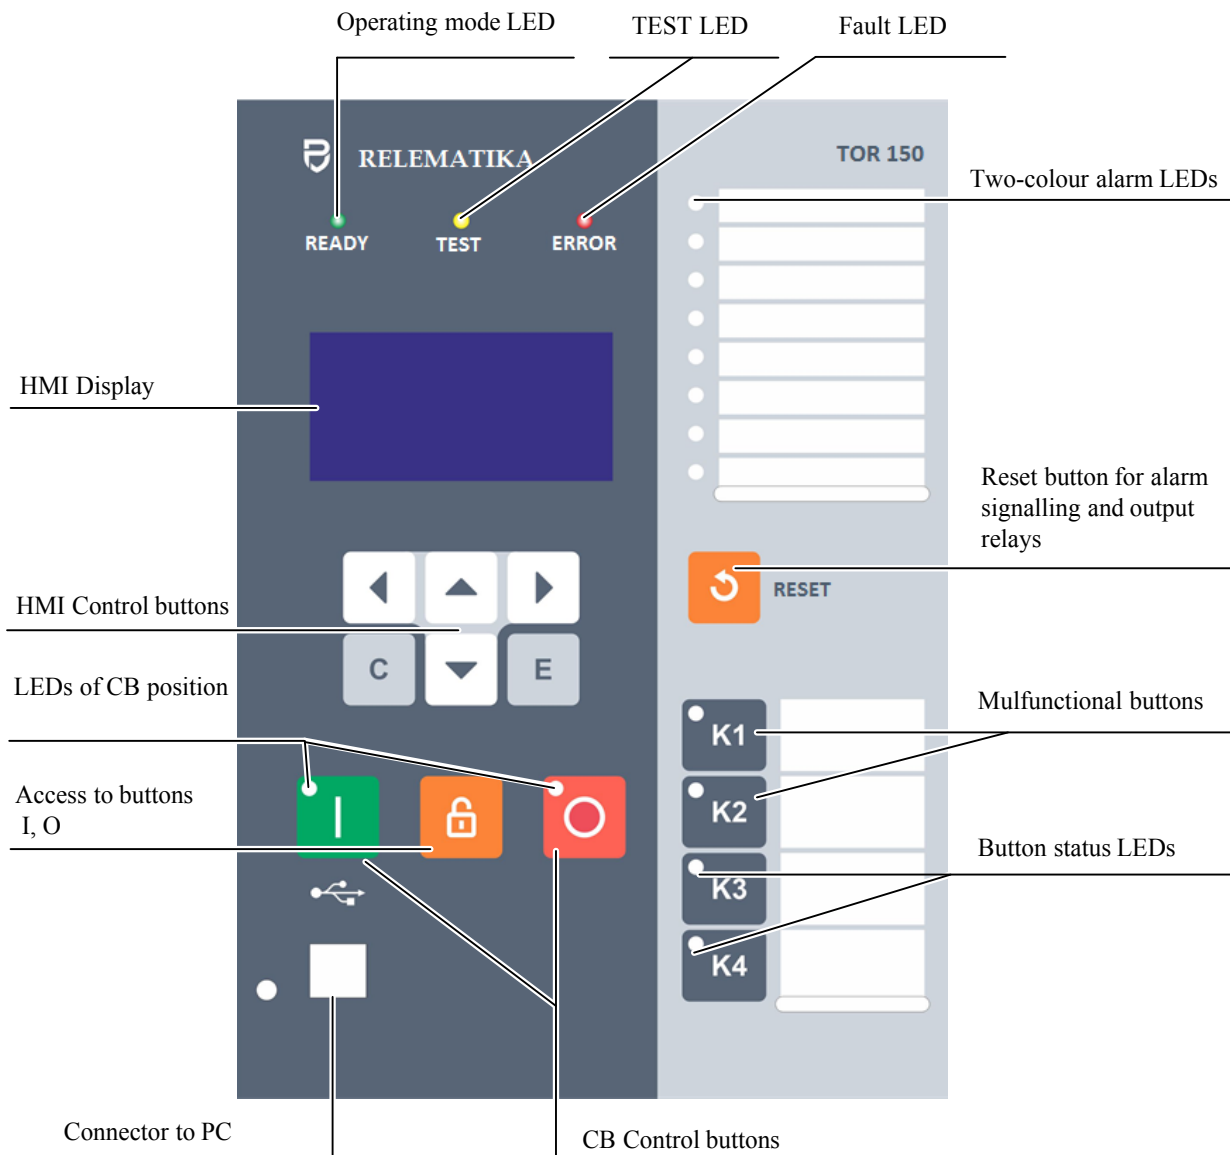 Operating mode LED
TEST LED
Fault LED
RELEMATIKA
TOR 150
Two-colour alarm LEDs
READY
TEST
ERROR
HMI Display
Reset button for alarm
signalling and output
relays
RESET
HMI Control buttons
C
E
LEDs of CB position
Mulfunctional buttons
K1
Access to buttons
I, O
K2
Button status LEDs
K3
K4
Connector to PC
CB Control buttons